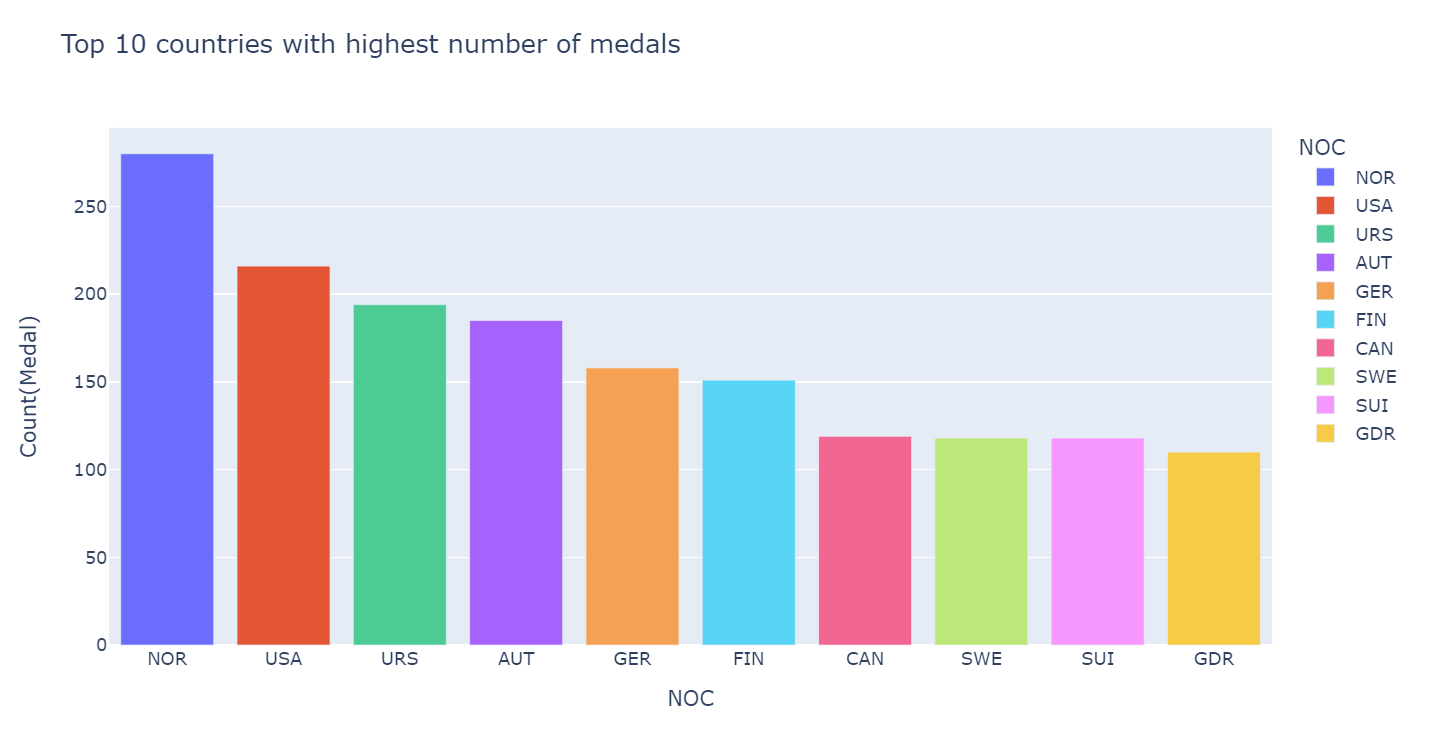 Top 10 countries with highest number of medals
NOC
NOR
USA
URS
AUT
GER
FIN
CAN
SWE
SUI
GDR
250
200
150
100
50
0
Count(Medal)
NOR USA URS AUT GER FIN CAN SWE SUI GDR
NOC